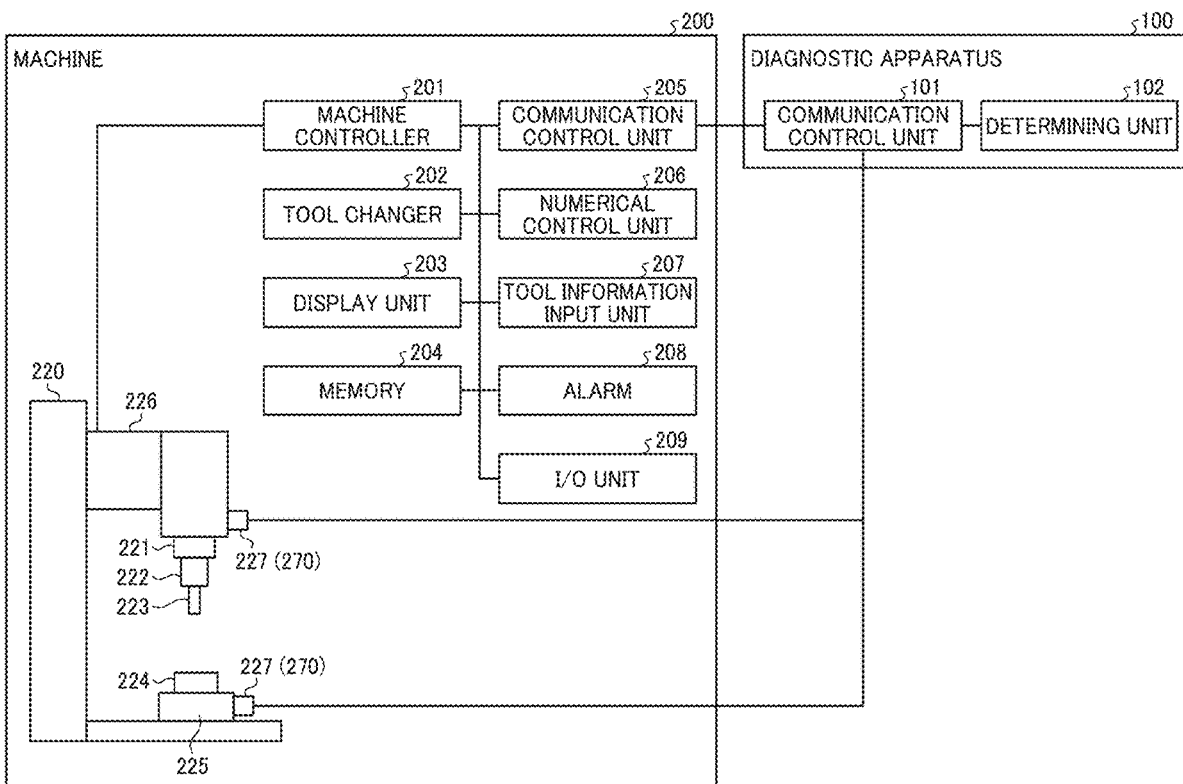 200
100
MACHINE
DIAGNOSTIC APPARATUS
201
205
101
102
MACHINE
CONTROLLER
COMMUNICATION
CONTROL UNIT
COMMUNICATION
CONTROL UNIT
DETERMINING UNIT
202
206
TOOL CHANGER
NUMERICAL
CONTROL UNIT
203
207
DISPLAY UNIT
TOOL INFORMATION
INPUT UNIT
204
208
MEMORY
ALARM
220
226
209
I/O UNIT
221
227 (270)
222
223
224
227 (270)
225